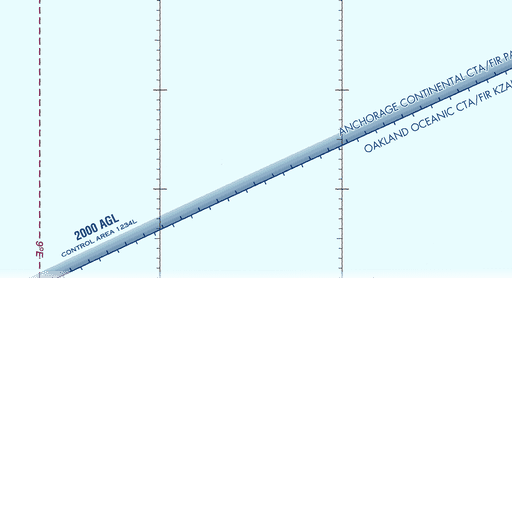 ANCHORAGE CONTINENTAL CTA/FIR PA
OAKLAND OCEANIC CTA/FIR KZA
2000 AGL
CONTROL AREA 1234L
9°E